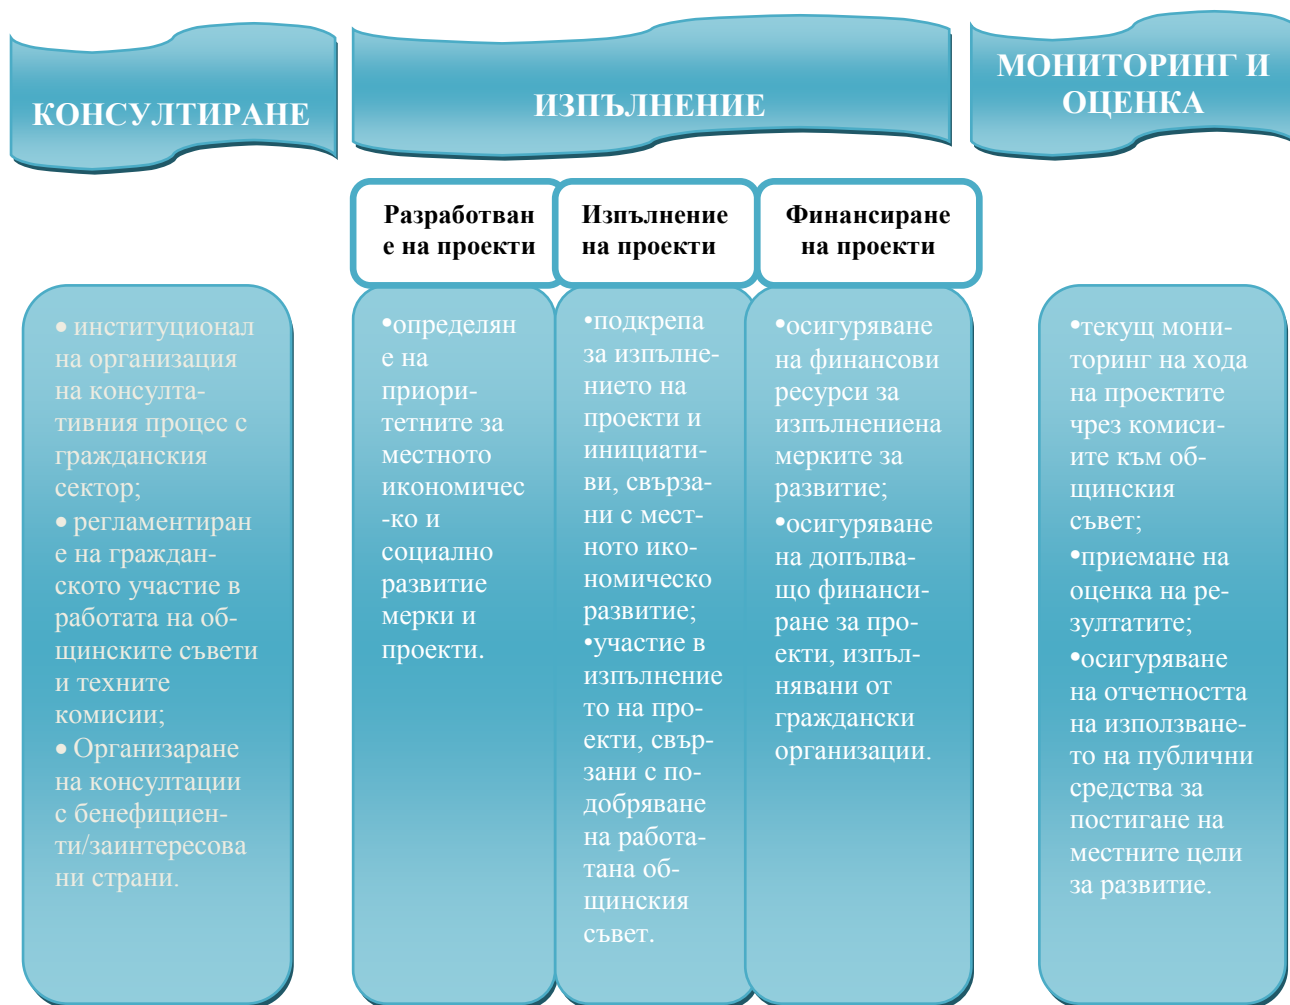 КОНСУЛТИРАНЕ
ИЗПЪЛНЕНИЕ
МОНИТОРИНГ И
ОЦЕНКА
Разработван
е на проекти
Изпълнение
на проекти
Финансиране
на проекти
• институционал
на организация
на консулта-
тивния процес с
гражданския
сектор;
• регламентиран
е на граждан-
ското участие в
работата на об-
щинските съвети
и техните
комисии;
• Организаране
на консултации
с бенефициен-
ти/заинтересова
ни страни.
•определян
е на
приори-
тетните за
местното
икономичес
-ко и
социално
развитие
мерки и
проекти.
•подкрепа
за изпълне-
нието на
проекти и
инициати-
ви, свърза-
ни с мест-
ното ико-
номическо
развитие;
•участие в
изпълнение
то на про-
екти, свър-
зани с по-
добряване
на работа-
тана об-
щинския
съвет.
•осигуряване
на финансови
ресурси за
изпълнениена
мерките за
развитие;
•осигуряване
на допълва-
що финанси-
ране за про-
екти, изпъл-
нявани от
граждански
организации.
•текущ мони-
торинг на хода
на проектите
чрез комиси-
ите към об-
щинския
съвет;
•приемане на
оценка на ре-
зултатите;
•осигуряване
на отчетността
на използване-
то на публични
средства за
постигане на
местните цели
за развитие.